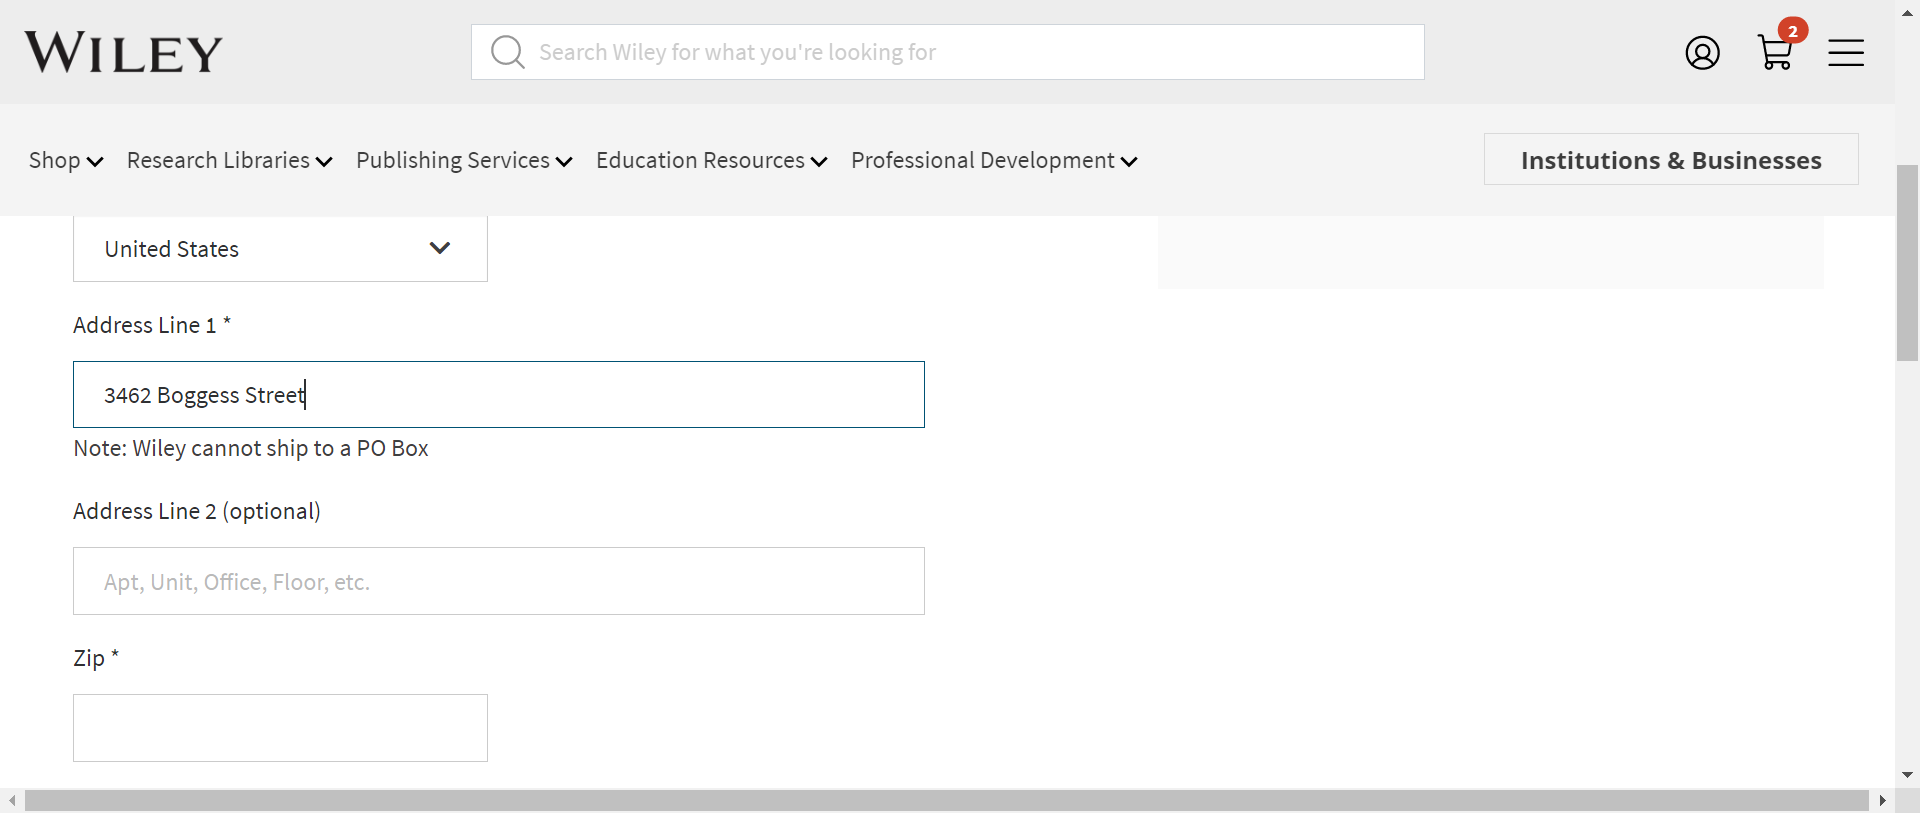 WILEY
Search Wiley for what you're looking for
2
Shop
Research Libraries
Publishing Services
Education Resources
Professional Development
Institutions & Businesses
United States
Address Line 1 *
3462 Boggess Street
Note: Wiley cannot ship to a PO Box
Address Line 2 (optional)
Apt, Unit, Office, Floor, etc.
Zip *